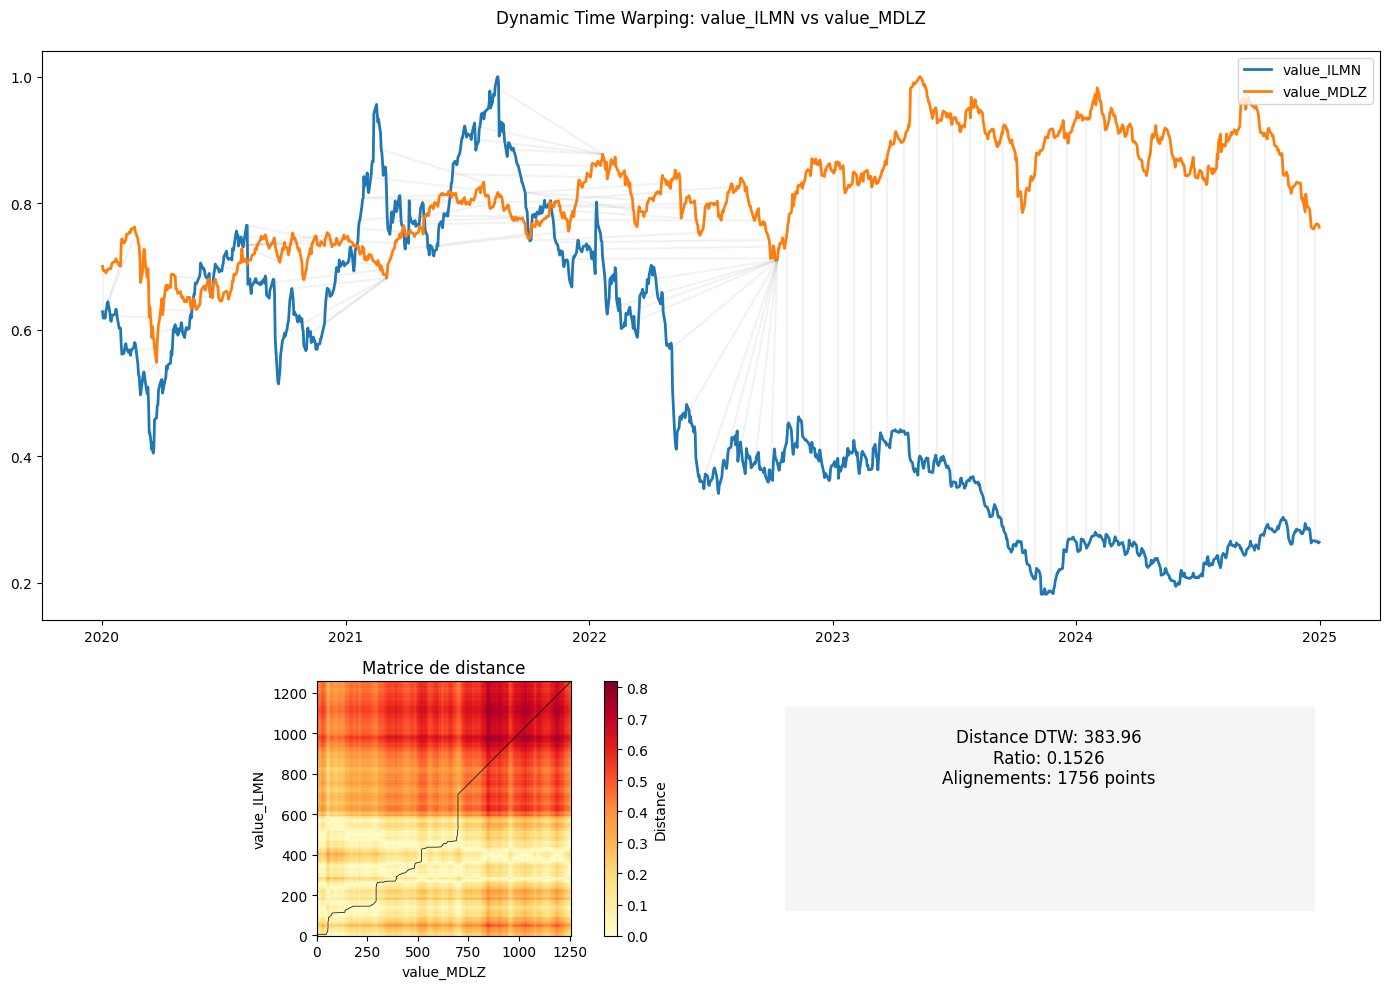 Dynamic Time Warping: value_ILMN vs value_MDLZ
value_ILMN
value_MDLZ
1.0
0.8
0.6
0.4
0.2
2020 2021 2022 2023 2024 2025
Matrice de distance
value_ILMN
1200
1000
800
600
400
200
0
0 250 500 750 1000 1250
value_MDLZ
0.8
0.7
0.6
0.5
0.4
0.3
0.2
0.1
0.0
Distance
Distance DTW: 383.96
Ratio: 0.1526
Alignements: 1756 points